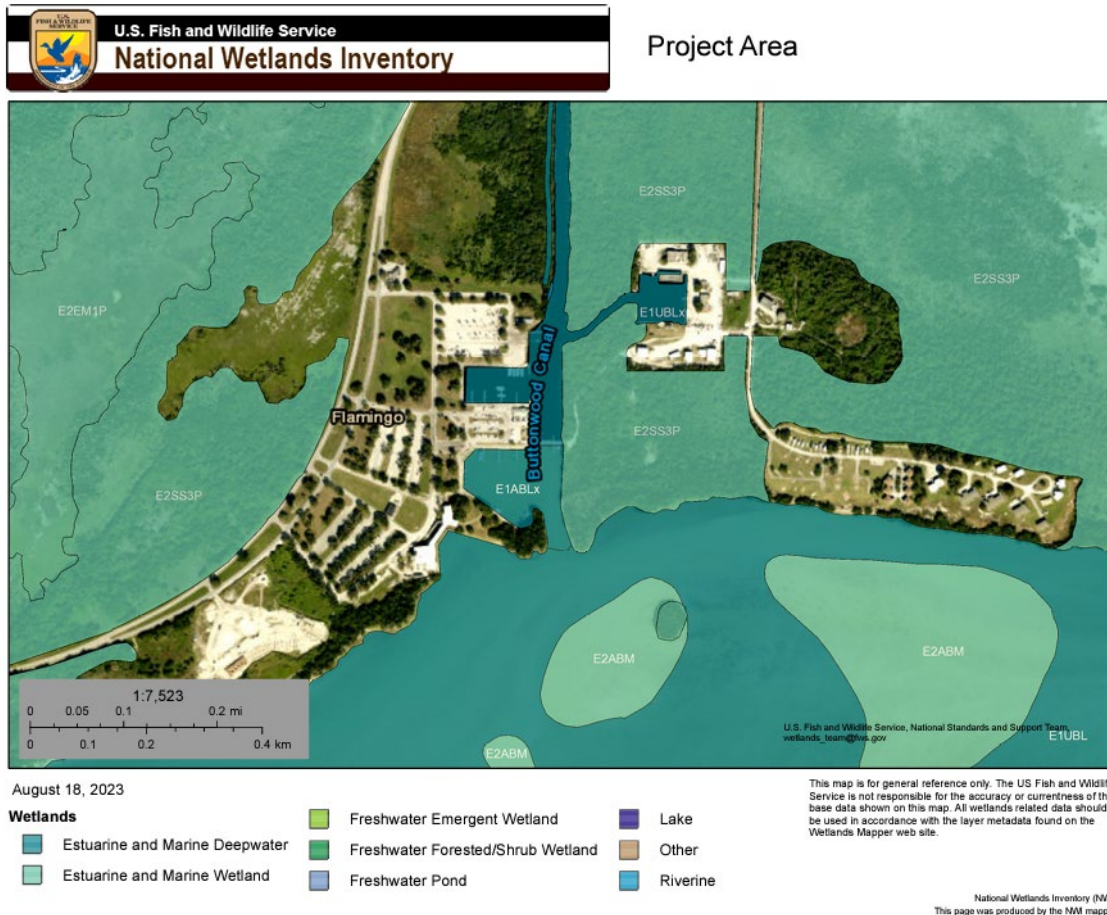 U.S.
FISH & WILDLIFE
SERVICE
U.S. Fish and Wildlife Service
National Wetlands Inventory
Project Area
E2SS3P
E2SS3P
E2EM1P
E1UBLx
Buttonwood Canal
Flamingo
E2SS3P
E2SS3P
E1ABLx
E2ABM
E2ABM
E2ABM
E1UBL
U.S. Fish and Wildlife Service, National Standards and Support Team,
wetlands_team@fws.gov
1:7,523
0 0.05 0.1 0.2 mi
0 0.1 0.2 0.4 km
August 18, 2023
Wetlands
Estuarine and Marine Deepwater
Estuarine and Marine Wetland
Freshwater Emergent Wetland
Freshwater Forested/Shrub Wetland
Freshwater Pond
Lake
Other
Riverine
This map is for general reference only. The US Fish and Wildlif
Service is not responsible for the accuracy or currentness of th
base data shown on this map. All wetlands related data should
be used in accordance with the layer metadata found on the
Wetlands Mapper web site.
National Wetlands Inventory (NW
This page was produced by the NWI mapp